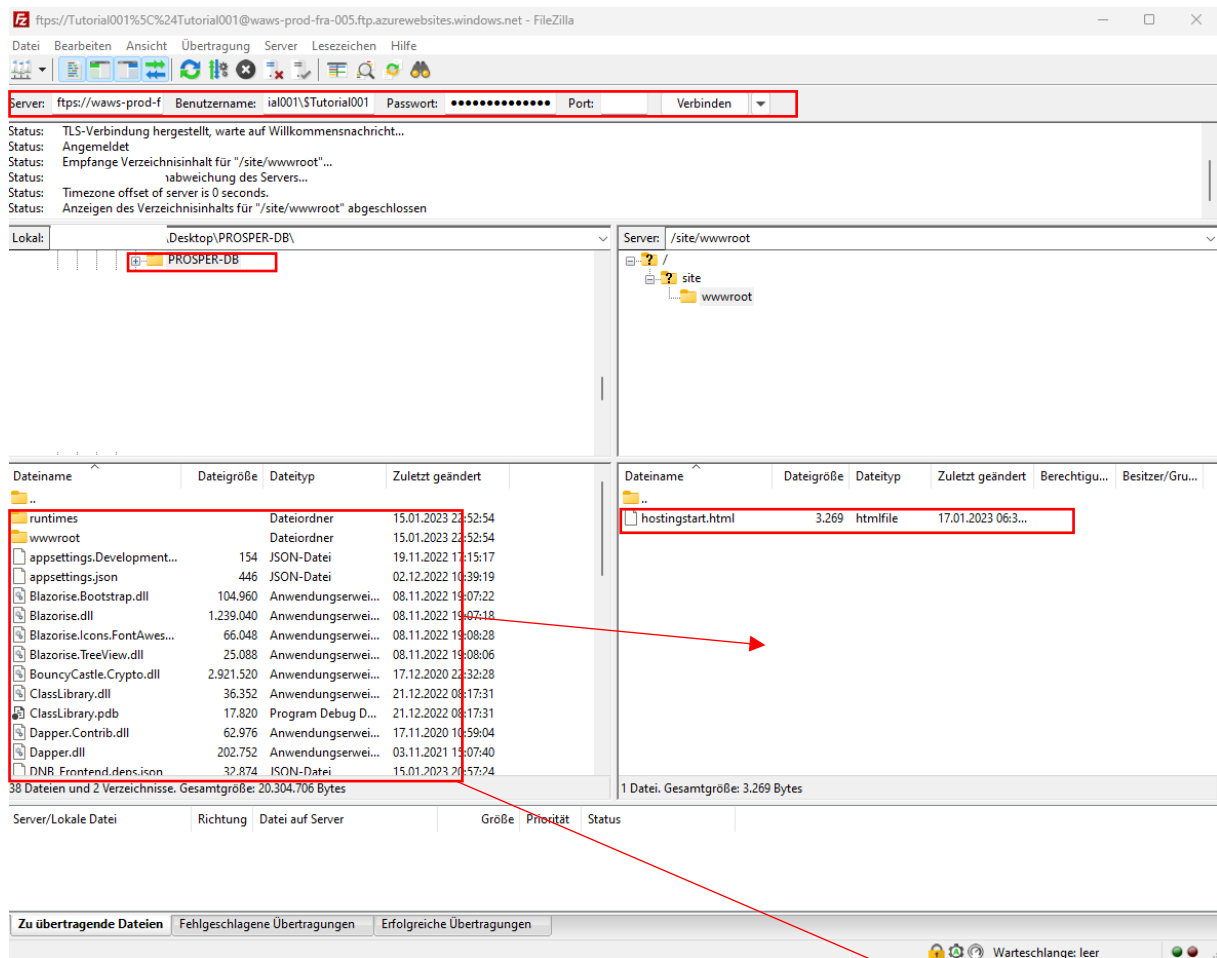 ftps://Tutorial001%5C%24Tutorial001@waws-prod-fra-005.ftp.azurewebsites.windows.net - FileZilla
Datei Bearbeiten Ansicht Übertragung Server Lesezeichen Hilfe
Server: ftps://waws-prod-f Benutzername: ial001\$Tutorial001 Passwort: ●●●●●●●●●●●●●● Port: Verbinden
Status: TLS-Verbindung hergestellt, warte auf Willkommensnachricht...
Status: Angemeldet
Status: Empfange Verzeichnisinhalt für "/site/wwwroot"...
Status: abweichung des Servers...
Status: Timezone offset of server is 0 seconds.
Status: Anzeigen des Verzeichnisinhalts für "/site/wwwroot" abgeschlossen
Lokal: \Desktop\PROSPER-DB\
PROSPER-DB
Server: /site/wwwroot
/
site
wwwroot
Dateiname Dateigröße Dateityp Zuletzt geändert
..
runtimes Dateiordner 15.01.2023 22:52:54
wwwroot Dateiordner 15.01.2023 22:52:54
appsettings.Development... 154 JSON-Datei 19.11.2022 17:15:17
appsettings.json 446 JSON-Datei 02.12.2022 10:39:19
Blazorise.Bootstrap.dll 104.960 Anwendungserwei... 08.11.2022 19:07:22
Blazorise.dll 1.239.040 Anwendungserwei... 08.11.2022 19:07:18
Blazorise.Icons.FontAwes... 66.048 Anwendungserwei... 08.11.2022 19:08:28
Blazorise.TreeView.dll 25.088 Anwendungserwei... 08.11.2022 19:08:06
BouncyCastle.Crypto.dll 2.921.520 Anwendungserwei... 17.12.2020 22:32:28
ClassLibrary.dll 36.352 Anwendungserwei... 21.12.2022 08:17:31
ClassLibrary.pdb 17.820 Program Debug D... 21.12.2022 08:17:31
Dapper.Contrib.dll 62.976 Anwendungserwei... 17.11.2020 10:59:04
Dapper.dll 202.752 Anwendungserwei... 03.11.2021 15:07:40
DNB_Frontend.deps.json 32.874 JSON-Datei 15.01.2023 20:57:24
38 Dateien und 2 Verzeichnisse. Gesamtgröße: 20.304.706 Bytes
Dateiname Dateigröße Dateityp Zuletzt geändert Berechtigu... Besitzer/Gru...
..
hostingstart.html 3.269 htmlfile 17.01.2023 06:3...
1 Datei. Gesamtgröße: 3.269 Bytes
Server/Lokale Datei Richtung Datei auf Server Größe Priorität Status
Zu übertragende Dateien Fehlgeschlagene Übertragungen Erfolgreiche Übertragungen
Warteschlange: leer